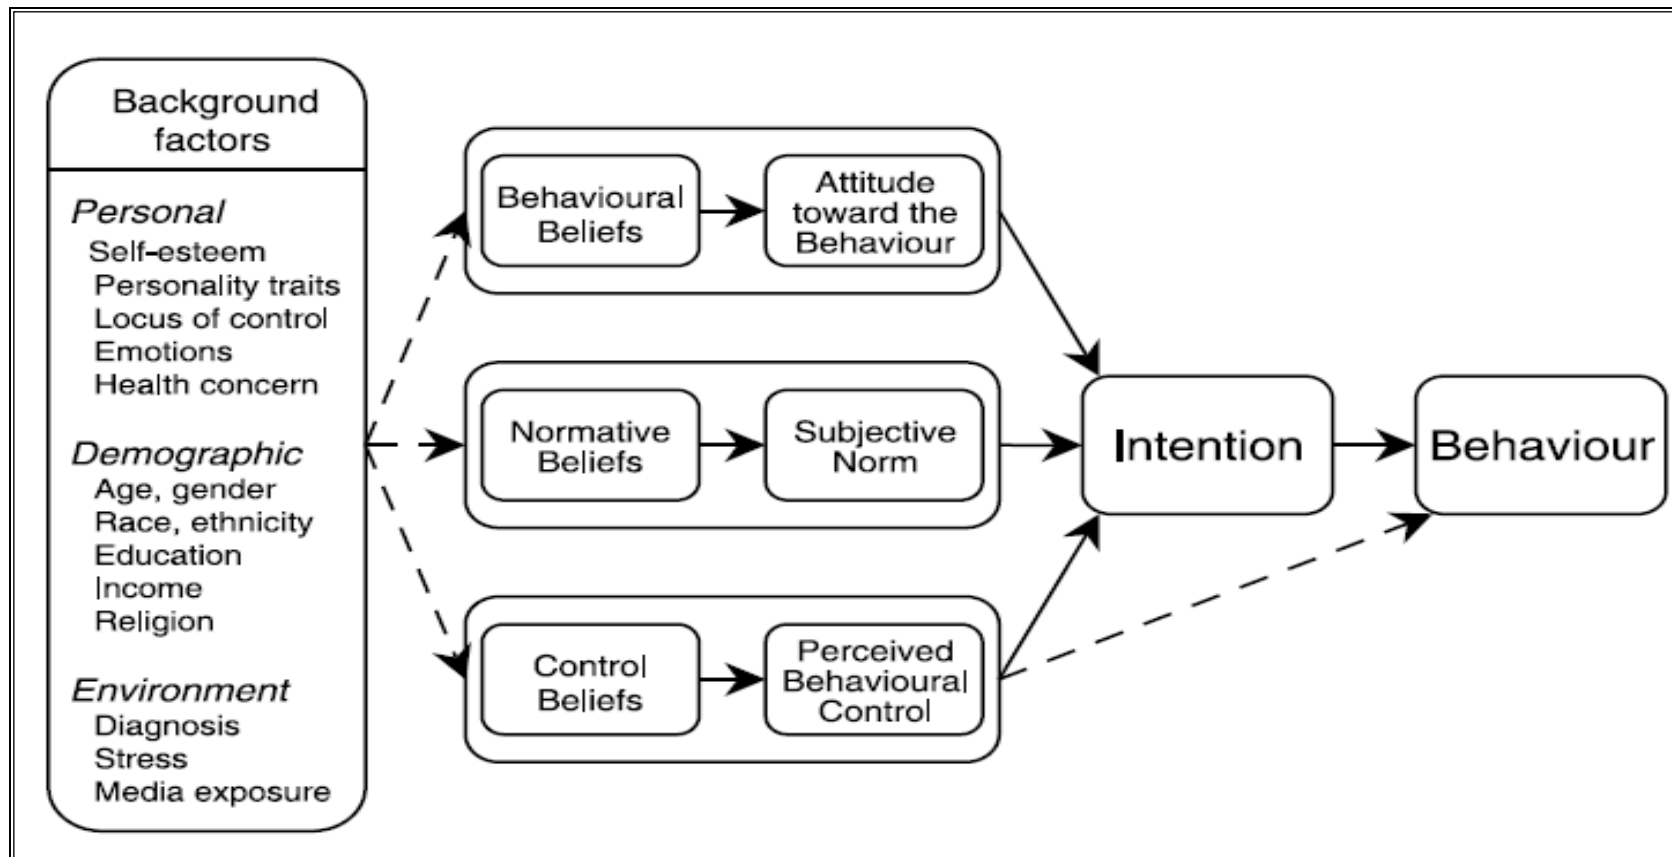 Background
factors
Personal
Self-esteem
Personality traits
Locus of control
Emotions
Health concern
Demographic
Age, gender
Race, ethnicity
Education
Income
Religion
Environment
Diagnosis
Stress
Media exposure
Behavioural
Beliefs
Attitude
toward the
Behaviour
Normative
Beliefs
Subjective
Norm
Control
Beliefs
Perceived
Behavioural
Control
Intention
Behaviour